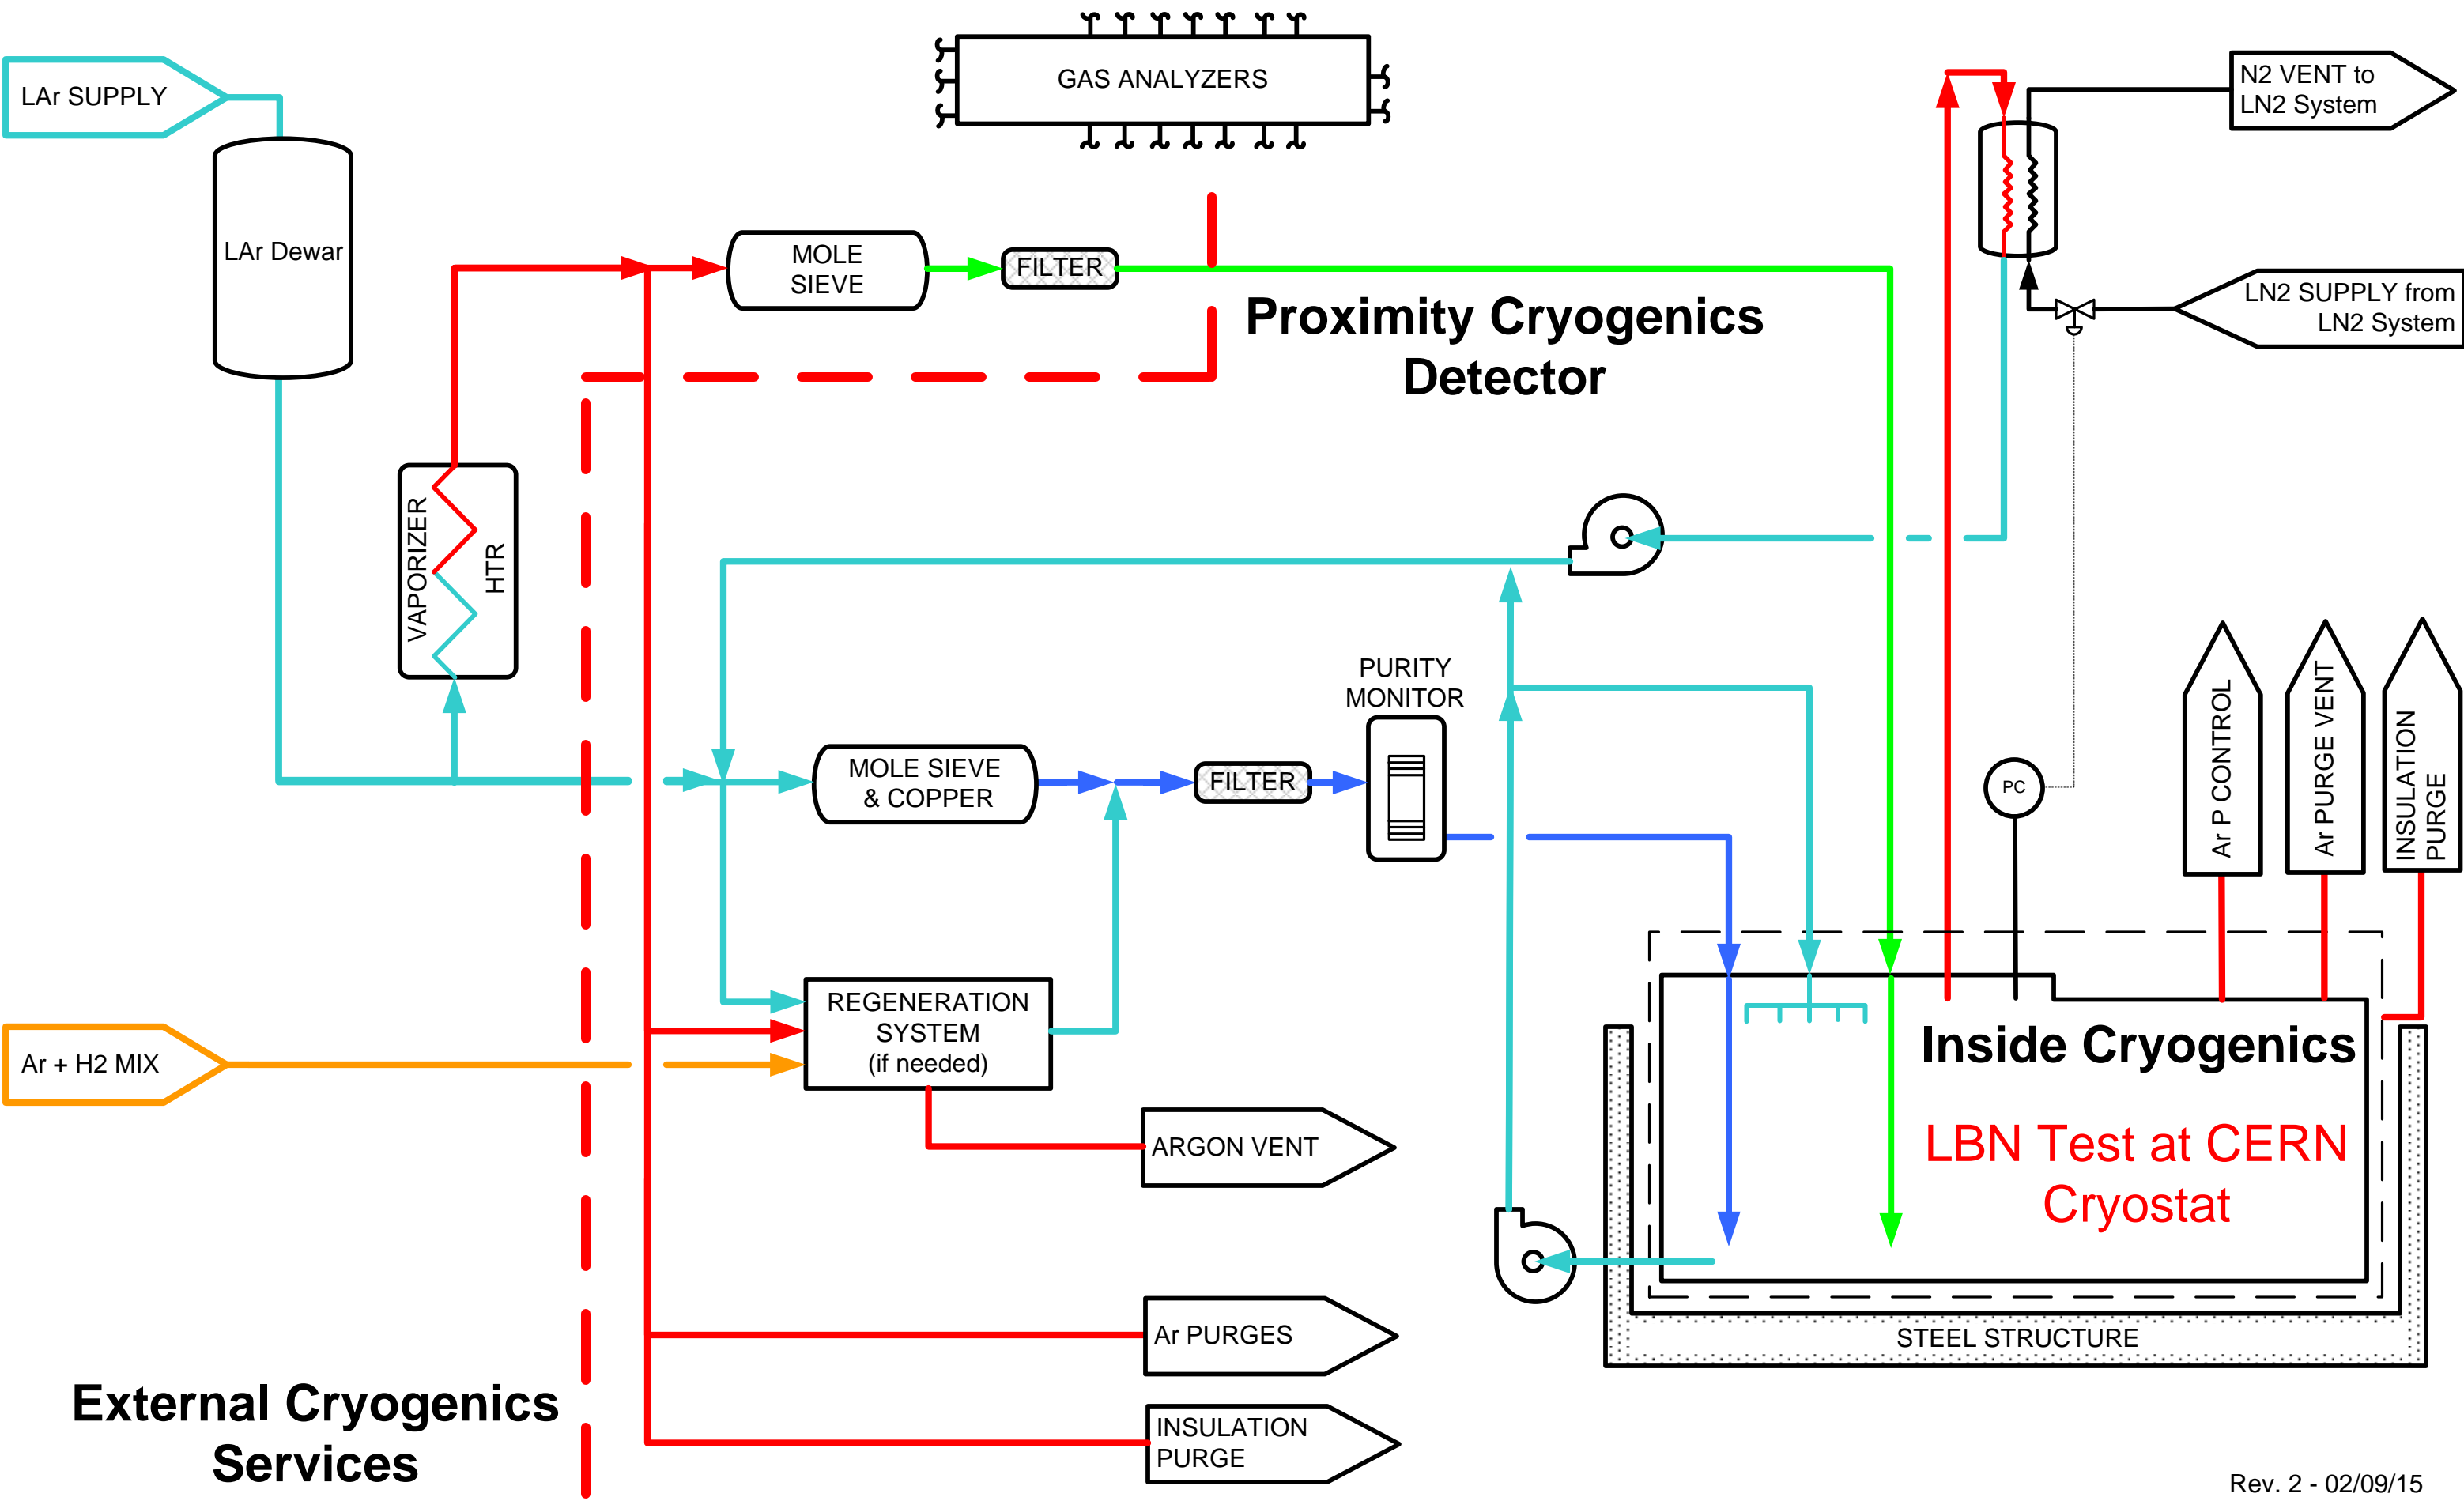 LAr SUPPLY
GAS ANALYZERS
N2 VENT to
LN2 System
LAr Dewar
MOLE
SIEVE
FILTER
LN2 SUPPLY from
LN2 System
Proximity Cryogenics
Detector
VAPORIZER
HTR
PURITY
MONITOR
MOLE SIEVE
& COPPER
FILTER
PC
Ar P CONTROL
Ar PURGE VENT
INSULATION
PURGE
REGENERATION
SYSTEM
(if needed)
Ar + H2 MIX
Inside Cryogenics
LBN Test at CERN
Cryostat
ARGON VENT
Ar PURGES
STEEL STRUCTURE
External Cryogenics
Services
INSULATION
PURGE
Rev. 2 - 02/09/15